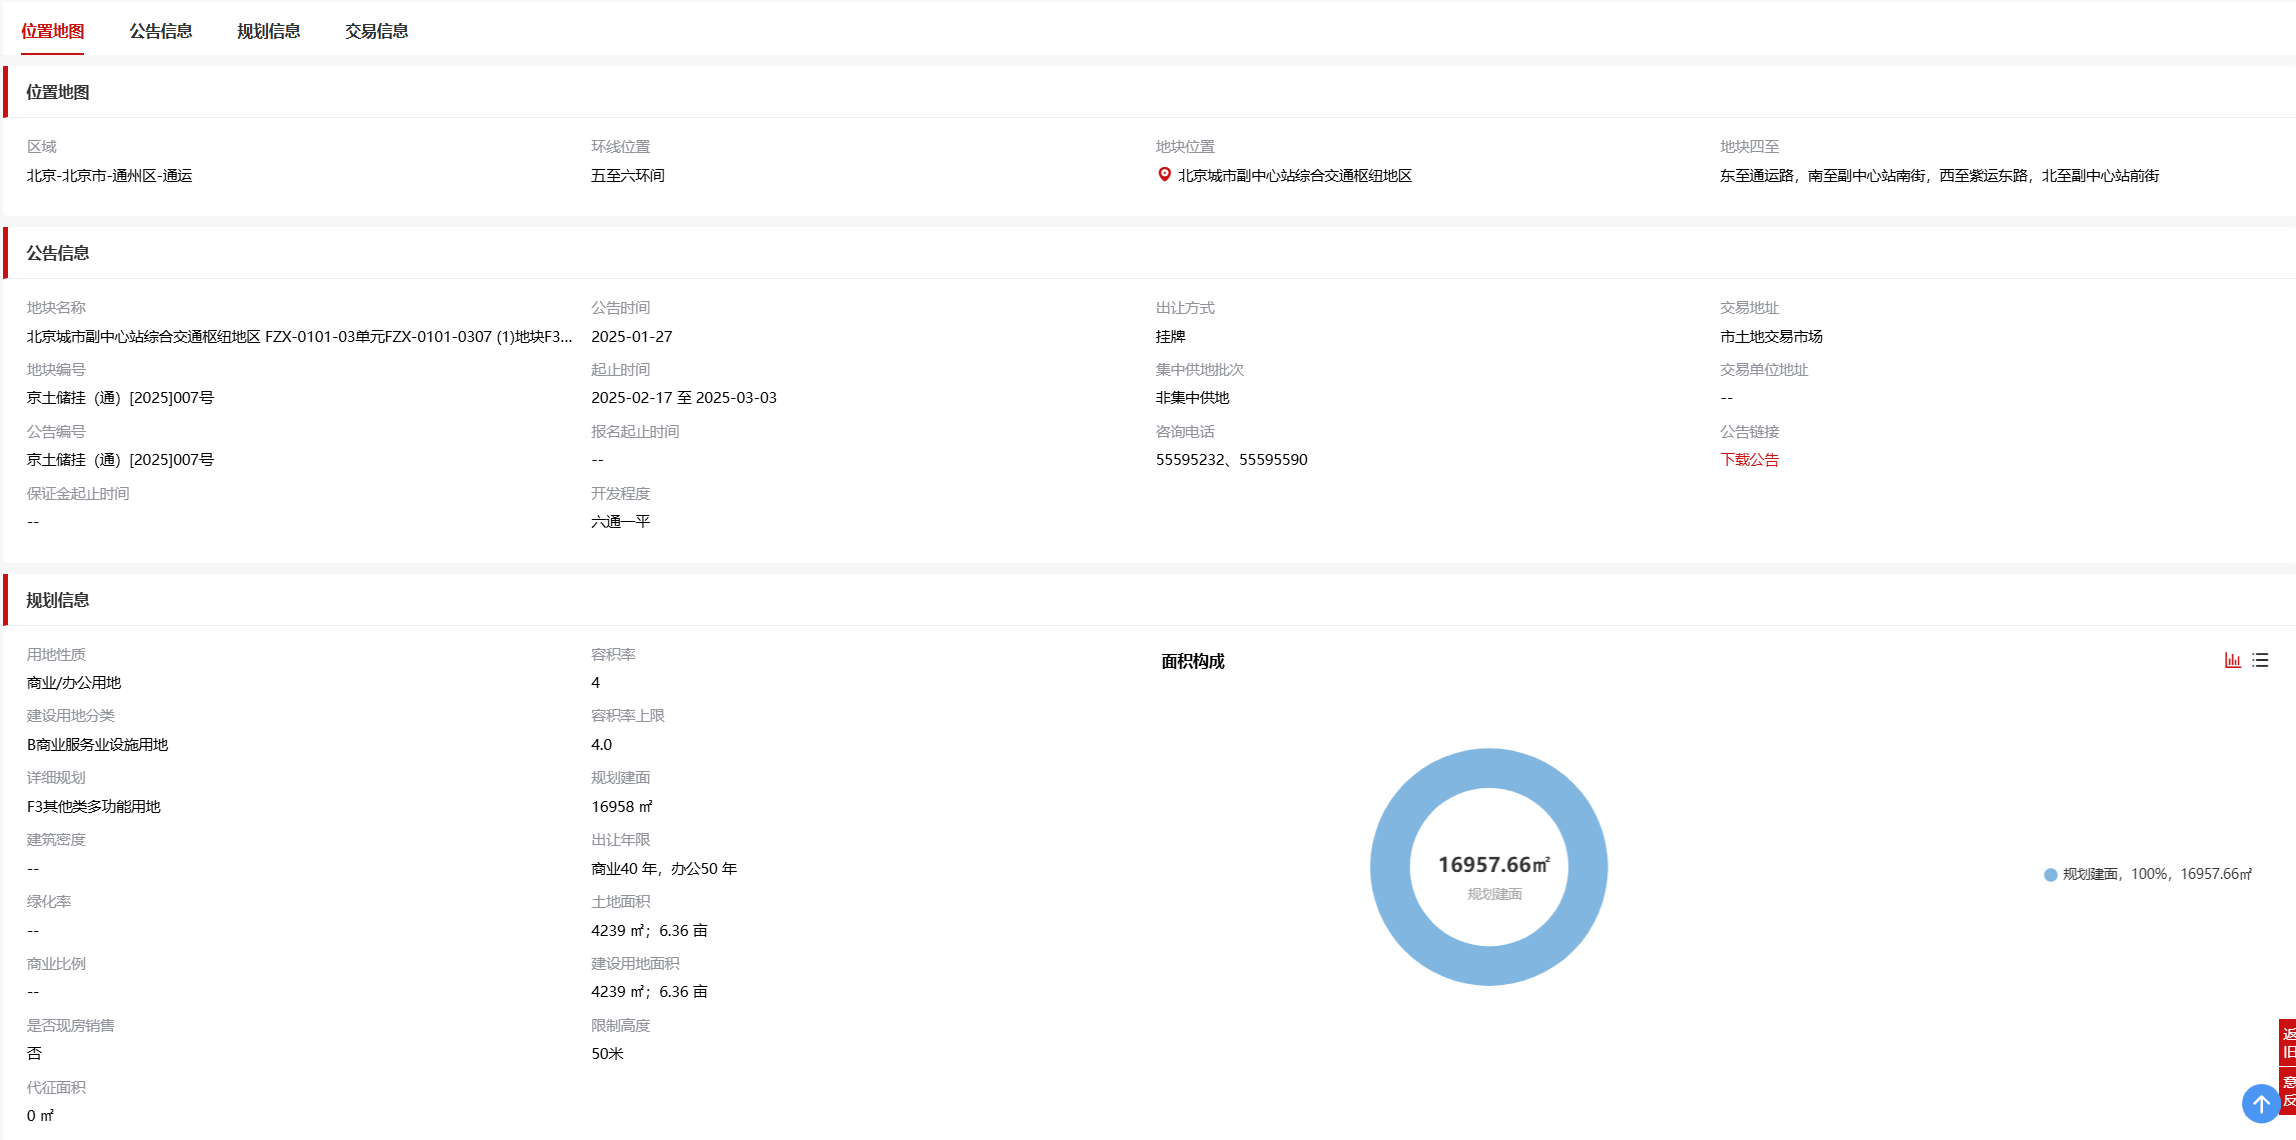 位置地图 公告信息 规划信息 交易信息
位置地图
区域 环线位置 地块位置 地块四至
北京-北京市-通州区-通运 五至六环间 北京城市副中心站综合交通枢纽地区 东至通运路，南至副中心站南街，西至紫运东路，北至副中心站前街
公告信息
地块名称 公告时间 出让方式 交易地址
北京城市副中心站综合交通枢纽地区 FZX-0101-03单元FZX-0101-0307 (1)地块F3... 2025-01-27 挂牌 市土地交易市场
地块编号 起止时间 集中供地批次 交易单位地址
京土储挂（通）[2025]007号 2025-02-17 至 2025-03-03 非集中供地 --
公告编号 报名起止时间 咨询电话 公告链接
京土储挂（通）[2025]007号 -- 55595232、55595590 下载公告
保证金起止时间 开发程度
-- 六通一平
规划信息
用地性质 容积率 面积构成
商业/办公用地 4
建设用地分类 容积率上限
B商业服务业设施用地 4.0
详细规划 规划建面
F3其他类多功能用地 16958 ㎡
建筑密度 出让年限
-- 商业40 年，办公50 年
绿化率 土地面积
-- 4239 ㎡；6.36 亩
商业比例 建设用地面积
-- 4239 ㎡；6.36 亩
是否现房销售 限制高度
否 50米
代征面积
0 ㎡
16957.66㎡
规划建面
规划建面，100%，16957.66㎡
返
旧
意
反